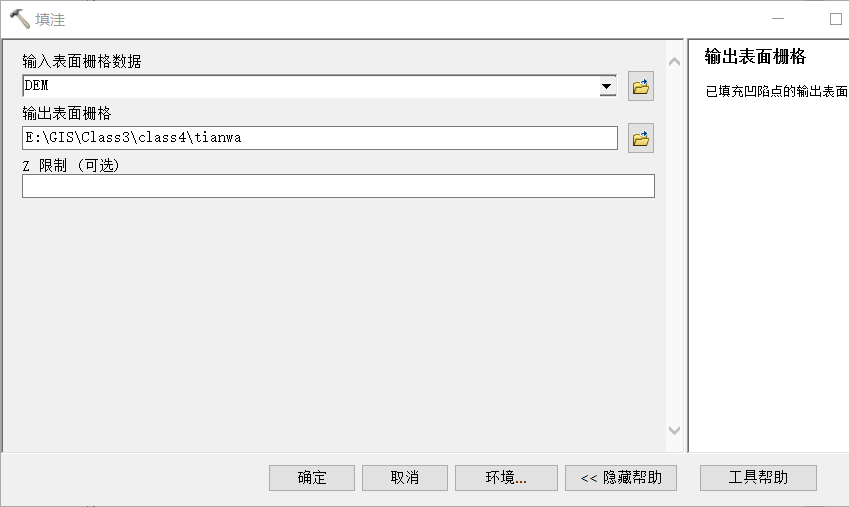 填洼
输入表面栅格数据
DEM
输出表面栅格
E:\GIS\Class3\class4\tianwa
Z 限制 (可选)
确定
取消
环境...
<< 隐藏帮助
输出表面栅格
已填充凹陷点的输出表面
工具帮助